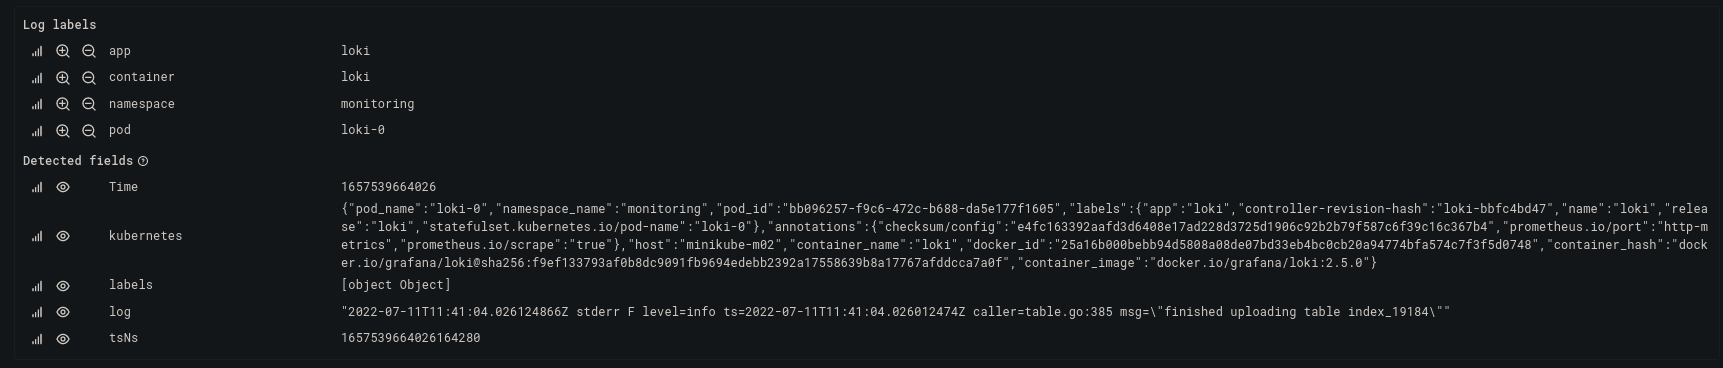 Log labels
app loki
container loki
namespace monitoring
pod loki-0
Detected fields
Time 1657539664026
{"pod_name":"loki-0","namespace_name":"monitoring","pod_id":"bb096257-f9c6-472c-b688-da5e177f1605","labels":{"app":"loki","controller-revision-hash":"loki-bbfc4bd47","name":"loki","relea
se":"loki","statefulset.kubernetes.io/pod-name":"loki-0"},"annotations":{"checksum/config":"e4fc163392aafd3d6408e17ad228d3725d1906c92b2b79f587c6f39c16c367b4","prometheus.io/port":"http-m
kubernetes
etrics","prometheus.io/scrape":"true"},"host":"minikube-m02","container_name":"loki","docker_id":"25a16b000bebb94d5808a08de07bd33eb4bc0cb20a94774bfa574c7f3f5d0748","container_hash":"dock
er.io/grafana/loki@sha256:f9ef133793af0b8dc9091fb9694edebb2392a17558639b8a17767afddcca7a0f","container_image":"docker.io/grafana/loki:2.5.0"}
labels [object Object]
log "2022-07-11T11:41:04.026124866Z stderr F level=info ts=2022-07-11T11:41:04.026012474Z caller=table.go:385 msg=\"finished uploading table index_19184\""
tsNs 1657539664026164280